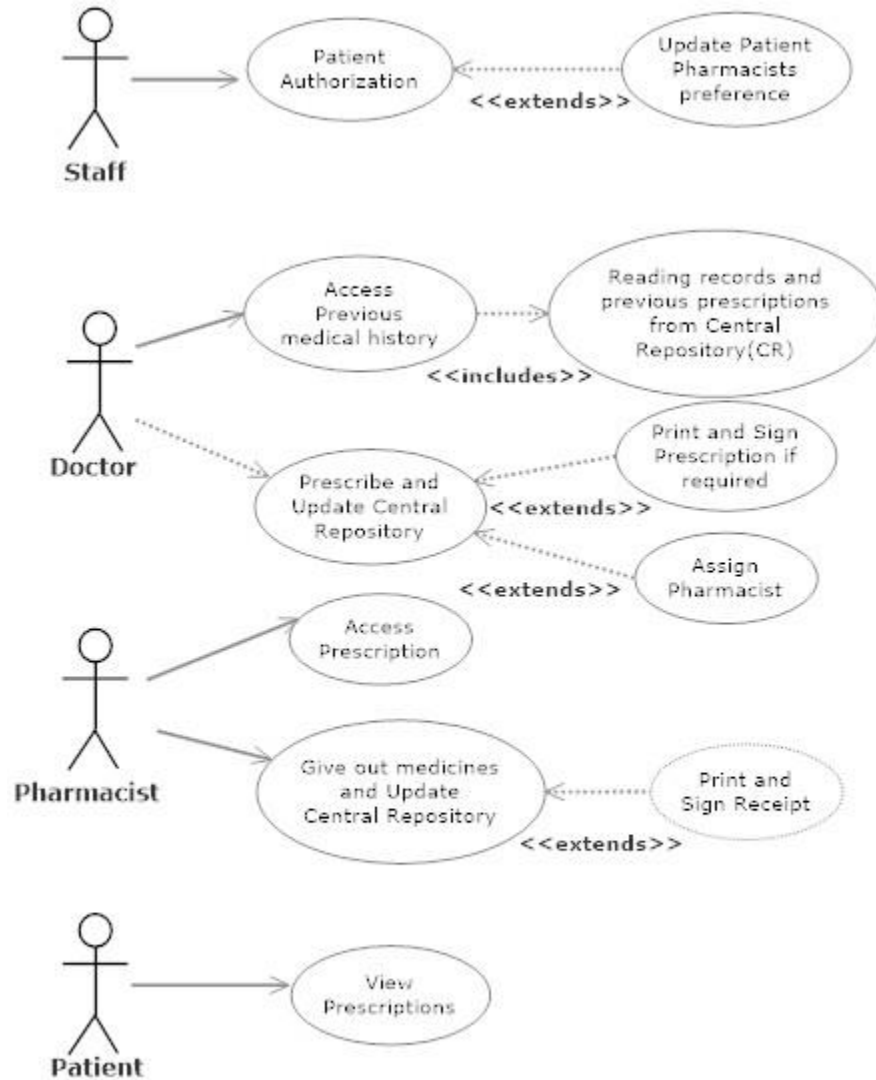 Patient
Authorization
Update Patient
Pharmacists
preference
<<extends>>
Staff
Access
Previous
medical history
Reading records and
previous prescriptions
from Central
Repository(CR)
<<includes>>
Doctor
Prescribe and
Update Central
Repository
Print and Sign
Prescription if
required
<<extends>>
Assign
Pharmacist
<<extends>>
Access
Prescription
Pharmacist
Give out medicines
and Update
Central Repository
Print and
Sign Receipt
<<extends>>
View
Prescriptions
Patient